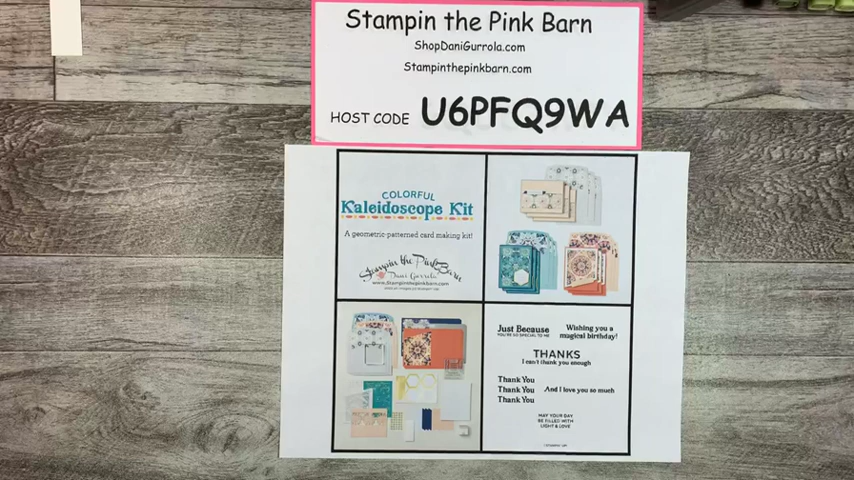 Stampin the Pink Barn
ShopDaniGurrola.com
Stampinthepinkbarn.com
HOST CODE U6PFQ9WA
COLORFUL
Kaleidoscope Kit
A geometric-patterned card making kit!
Stampin the Pink Barn
Dani Gurrola
www.Stampinthepinkbarn.com
Just Because
YOU'RE SO SPECIAL TO ME
Wishing you a
magical birthday!
THANKS
I can't thank you enough
Thank You
Thank You
Thank You
And I love you so much
MAY YOUR DAY
BE FILLED WITH
LIGHT & LOVE